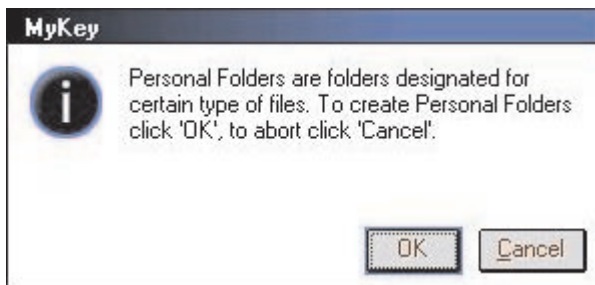 MyKey
Personal Folders are folders designated for
certain type of files. To create Personal Folders
click 'OK', to abort click 'Cancel'.
OK
Cancel